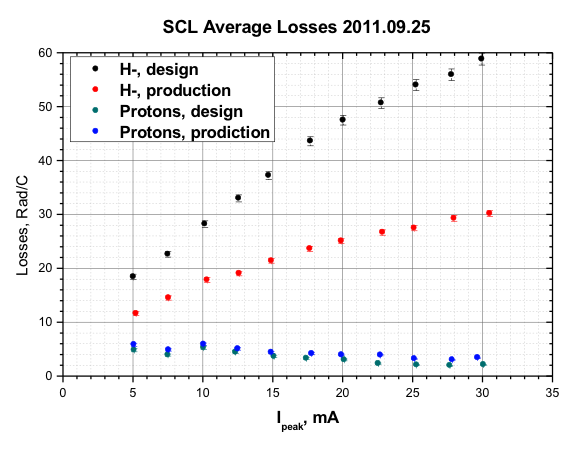 SCL Average Losses 2011.09.25
60
50
40
30
20
10
0
Losses, Rad/C
H-, design
H-, production
Protons, design
Protons, prodiction
0 5 10 15 20 25 30 35
I peak, mA